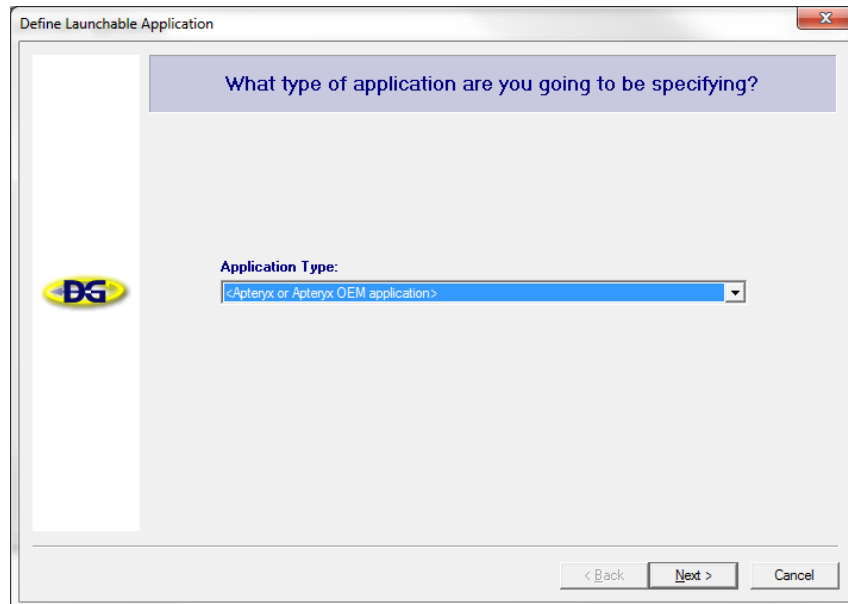 Define Launchable Application
What type of application are you going to be specifying?
Application Type:
<Apteryx or Apteryx OEM application>
DG
< Back
Next >
Cancel